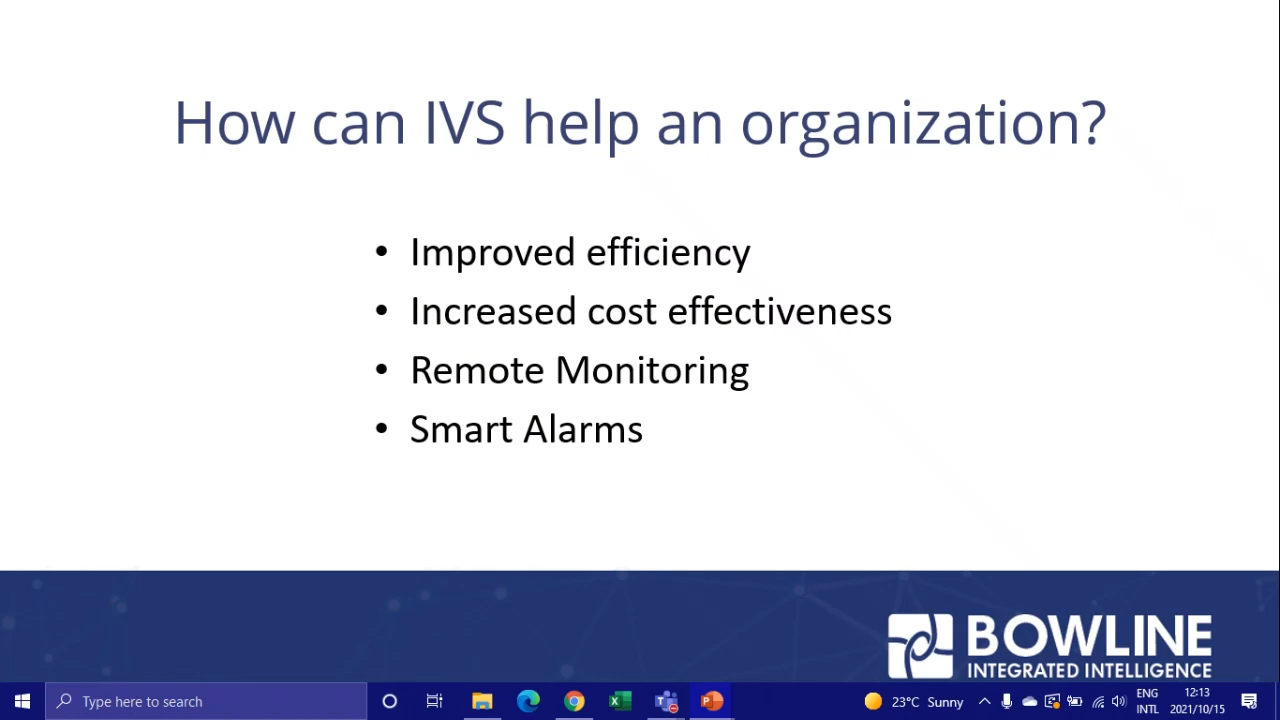 How can IVS help an organization?
• Improved efficiency
• Increased cost effectiveness
• Remote Monitoring
• Smart Alarms
BOWLINE
INTEGRATED INTELLIGENCE
Type here to search
23°C Sunny
ENG
INTL
12:13
2021/10/15